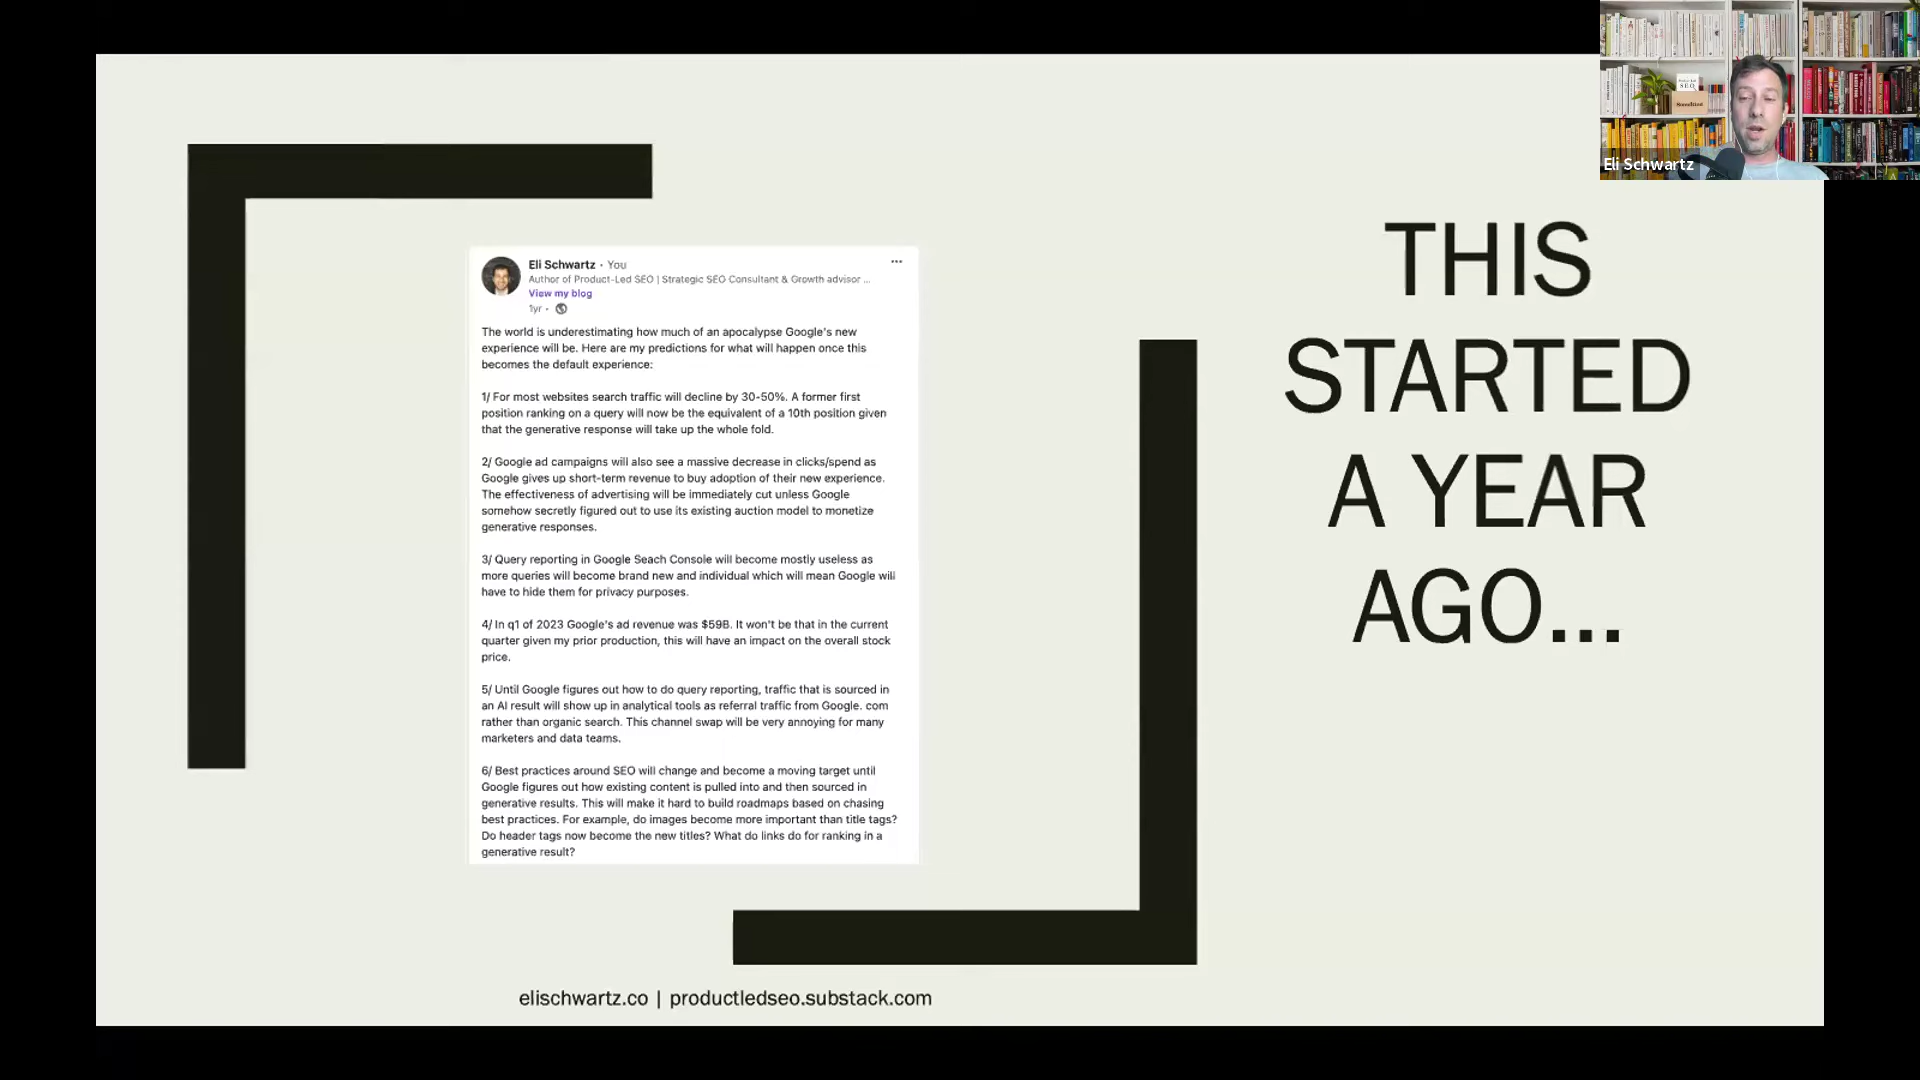 Eli Schwartz
SEO
THIS
STARTED
A YEAR
AGO...
Eli Schwartz · You
Author of Product-Led SEO | Strategic SEO Consultant & Growth advisor ...
View my blog
1yr ·
The world is underestimating how much of an apocalypse Google's new
experience will be. Here are my predictions for what will happen once this
becomes the default experience:
1/ For most websites search traffic will decline by 30-50%. A former first
position ranking on a query will now be the equivalent of a 10th position given
that the generative response will take up the whole fold.
2/ Google ad campaigns will also see a massive decrease in clicks/spend as
Google gives up short-term revenue to buy adoption of their new experience.
The effectiveness of advertising will be immediately cut unless Google
somehow secretly figured out to use its existing auction model to monetize
generative responses.
3/ Query reporting in Google Seach Console will become mostly useless as
more queries will become brand new and individual which will mean Google will
have to hide them for privacy purposes.
4/ In q1 of 2023 Google's ad revenue was $59B. It won't be that in the current
quarter given my prior production, this will have an impact on the overall stock
price.
5/ Until Google figures out how to do query reporting, traffic that is sourced in
an AI result will show up in analytical tools as referral traffic from Google. com
rather than organic search. This channel swap will be very annoying for many
marketers and data teams.
6/ Best practices around SEO will change and become a moving target until
Google figures out how existing content is pulled into and then sourced in
generative results. This will make it hard to build roadmaps based on chasing
best practices. For example, do images become more important than title tags?
Do header tags now become the new titles? What do links do for ranking in a
generative result?
elischwartz.co | productledseo.substack.com